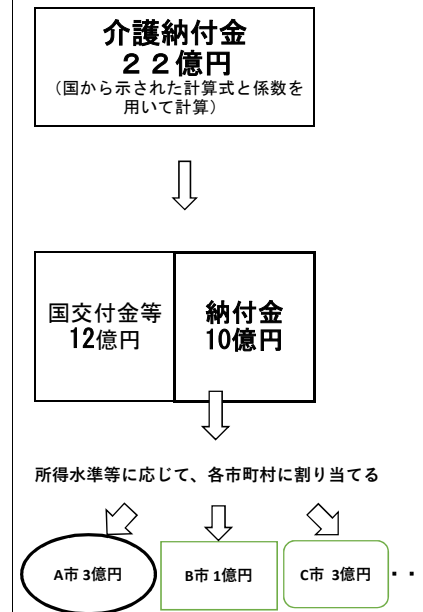 介護納付金
２２億円
（国から示された計算式と係数を
用いて計算）
国交付金等
12億円
納付金
10億円
所得水準等に応じて、各市町村に割り当てる
A市 3億円
B市 1億円
C市 3億円
・・